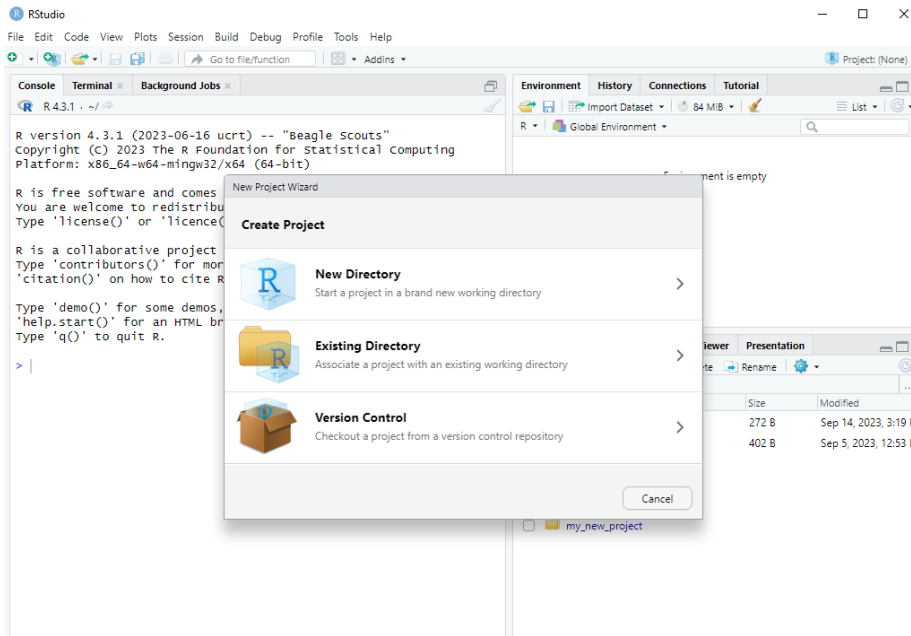 RStudio
File Edit Code View Plots Session Build Debug Profile Tools Help
Go to file/function Addins Project: (None)
Console Terminal Background Jobs
R 4.3.1 · ~/
R version 4.3.1 (2023-06-16 ucrt) -- "Beagle Scouts"
Copyright (C) 2023 The R Foundation for Statistical Computing
Platform: x86_64-w64-mingw32/x64 (64-bit)
R is free software and comes
You are welcome to redistribu
Type 'license()' or 'licence(
R is a collaborative project
Type 'contributors()' for mor
'citation()' on how to cite R
Type 'demo()' for some demos,
'help.start()' for an HTML br
Type 'q()' to quit R.
>
Environment History Connections Tutorial
Import Dataset 84 MiB List
R Global Environment
is empty
New Project Wizard
Create Project
New Directory
Start a project in a brand new working directory
Existing Directory
Associate a project with an existing working directory
Version Control
Checkout a project from a version control repository
Cancel
iewer Presentation
te Rename
Size Modified
272 B Sep 14, 2023, 3:19
402 B Sep 5, 2023, 12:53
my_new_project